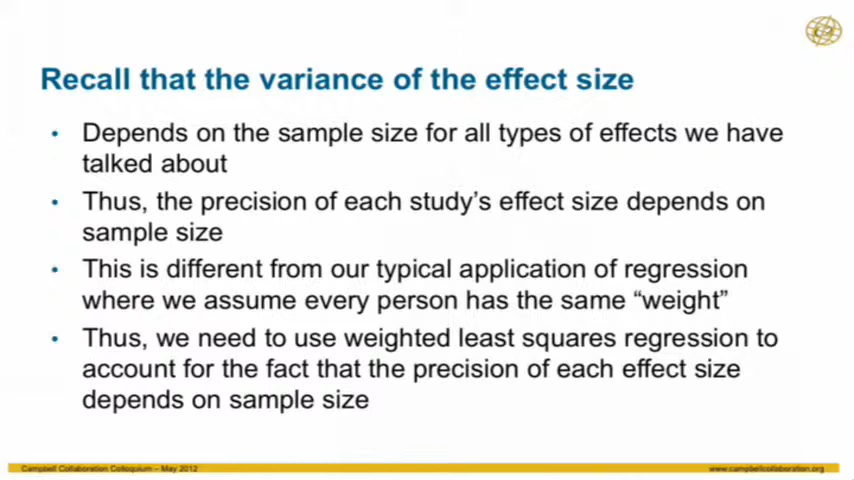 Recall that the variance of the effect size
• Depends on the sample size for all types of effects we have
talked about
• Thus, the precision of each study’s effect size depends on
sample size
• This is different from our typical application of regression
where we assume every person has the same “weight”
• Thus, we need to use weighted least squares regression to
account for the fact that the precision of each effect size
depends on sample size
Campbell Collaboration Colloquium – May 2012
www.campbellcollaboration.org